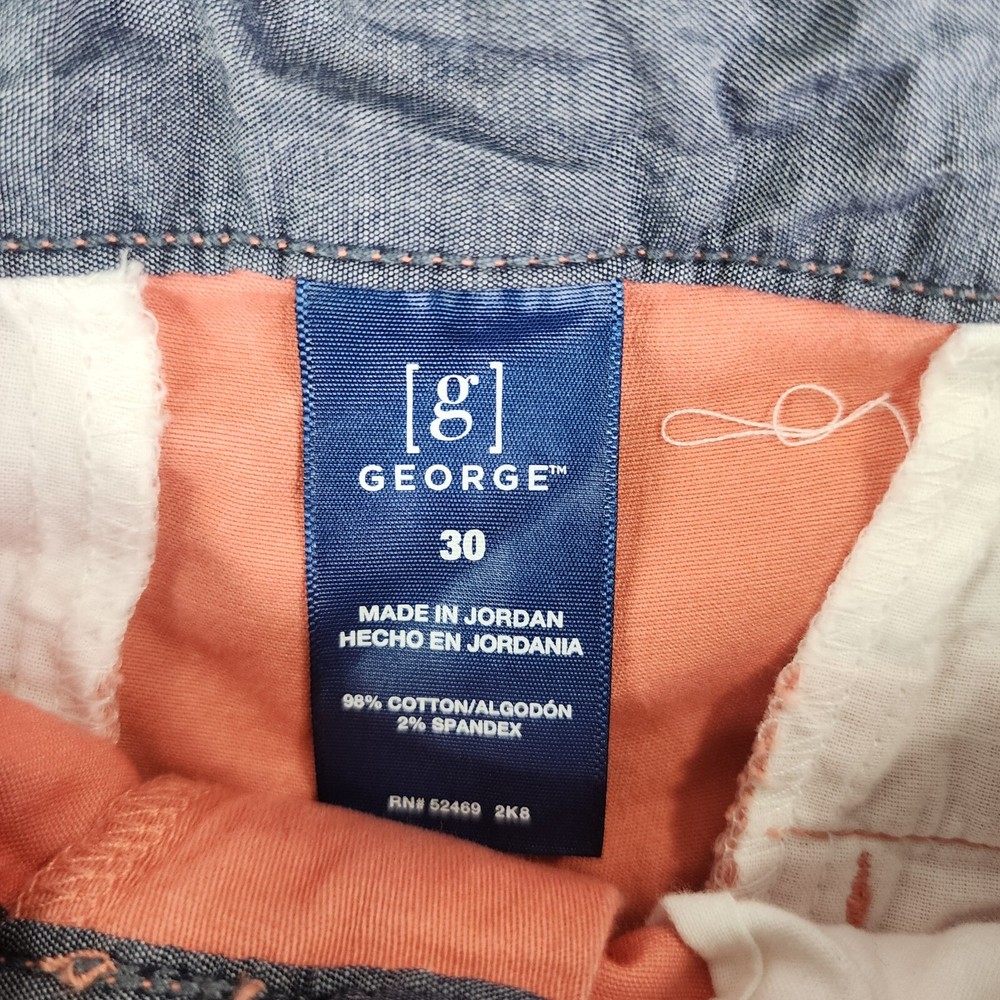 [g]
GEORGE™
30
MADE IN JORDAN
HECHO EN JORDANIA
98% COTTON/ALGODÓN
2% SPANDEX
RN# 52469 2K8